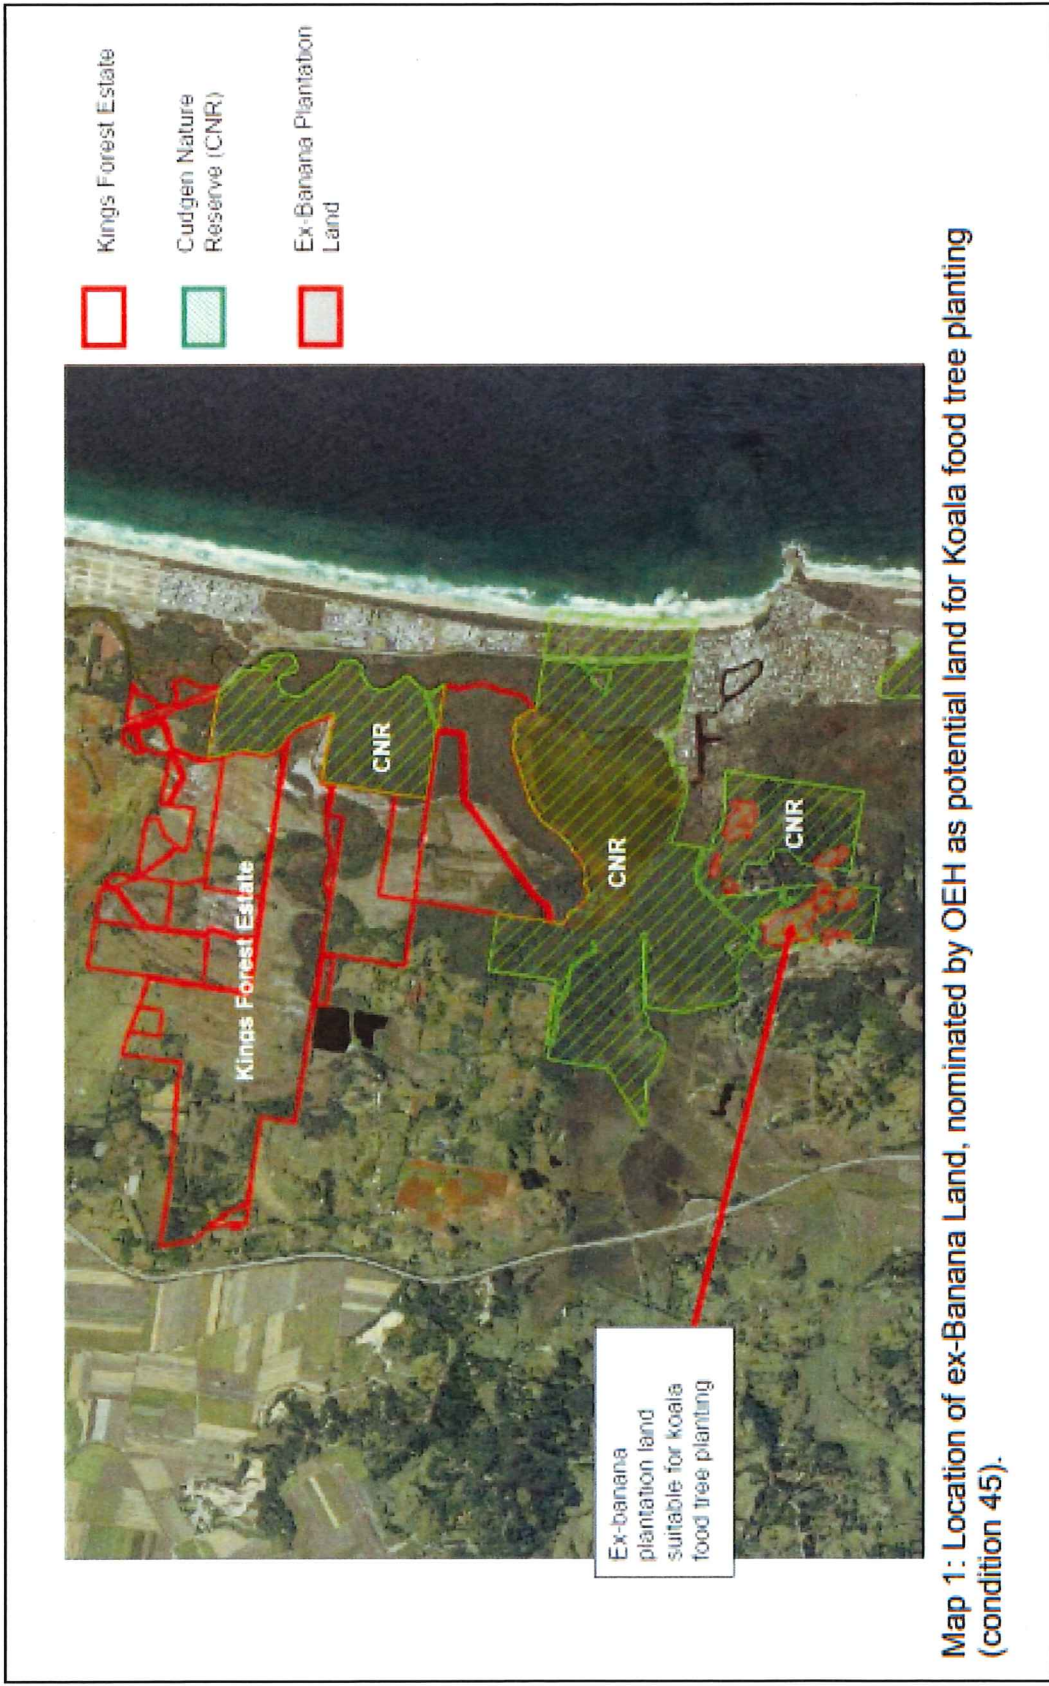 Kings Forest Estate
Cudgen Nature
Reserve (CNR)
Ex-Banana Plantation
Land
Kings Forest Estate
CNR
CNR
CNR
Ex-banana
plantation land
suitable for koala
food tree planting
Map 1: Location of ex-Banana Land, nominated by OEH as potential land for Koala food tree planting
(condition 45).